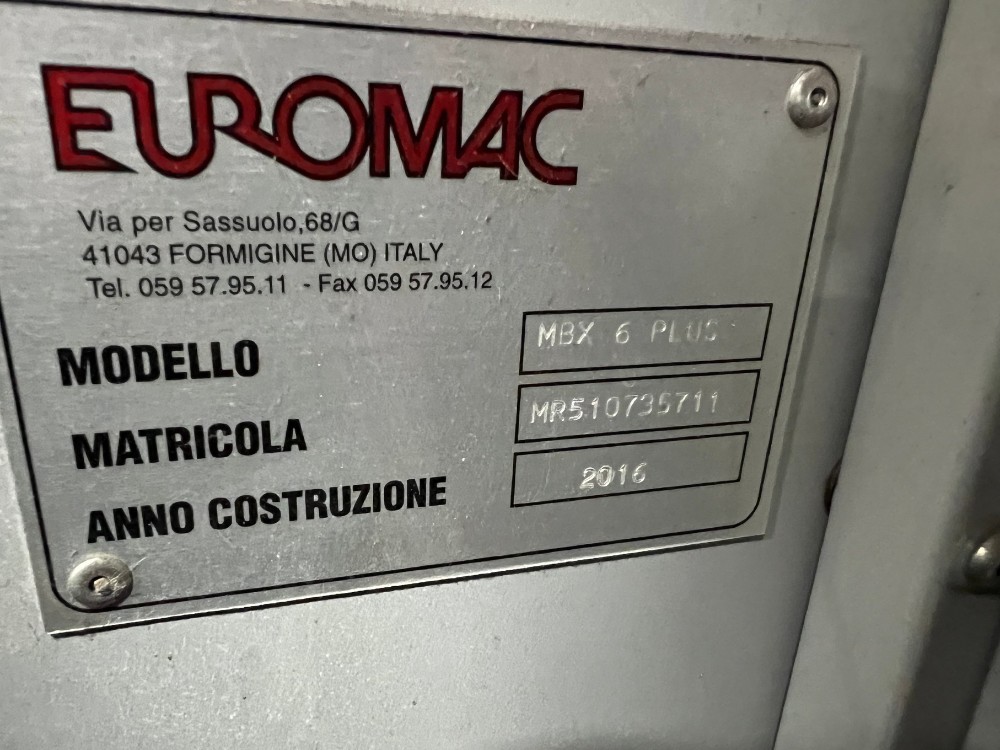 EUROMAC
Via per Sassuolo,68/G
41043 FORMIGINE (MO) ITALY
Tel. 059 57.95.11 - Fax 059 57.95.12
MODELLO MBX 6 PLUS
MATRICOLA MR510735711
ANNO COSTRUZIONE 2016